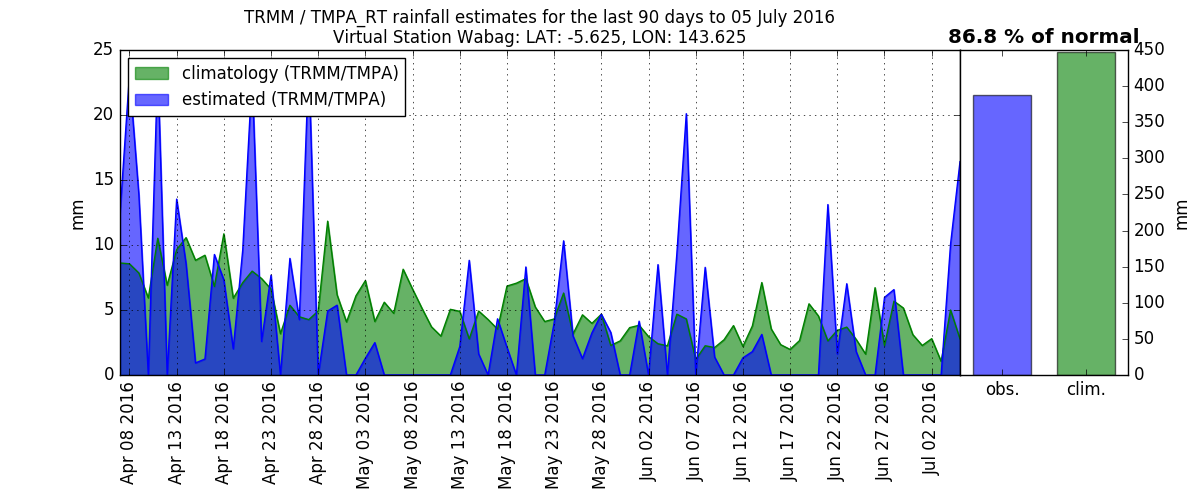 TRMM / TMPA_RT rainfall estimates for the last 90 days to 05 July 2016
Virtual Station Wabag: LAT: -5.625, LON: 143.625
86.8 % of normal
climatology (TRMM/TMPA)
estimated (TRMM/TMPA)
mm
25
20
15
10
5
0
Apr 08 2016
Apr 13 2016
Apr 18 2016
Apr 23 2016
Apr 28 2016
May 03 2016
May 08 2016
May 13 2016
May 18 2016
May 23 2016
May 28 2016
Jun 02 2016
Jun 07 2016
Jun 12 2016
Jun 17 2016
Jun 22 2016
Jun 27 2016
Jul 02 2016
obs.
clim.
450
400
350
300
250
200
150
100
50
0
mm